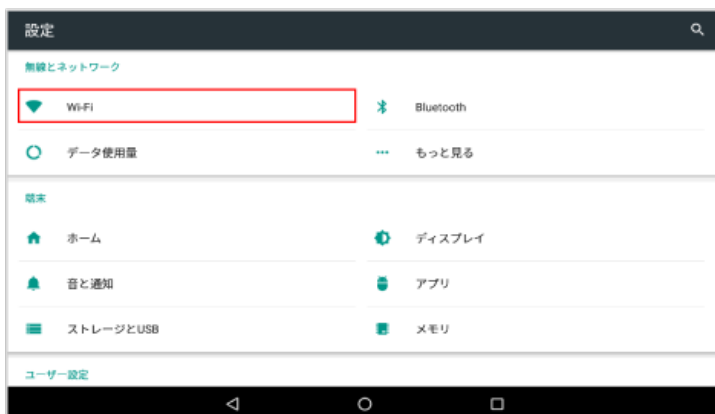 設定
無線とネットワーク
Wi-Fi
Bluetooth
データ使用量
もっと見る
端末
ホーム
ディスプレイ
音と通知
アプリ
ストレージとUSB
メモリ
ユーザー設定